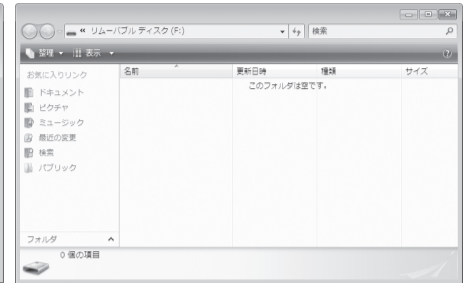 « リムーバブル ディスク (F:)
検索
整理 表示
お気に入りリンク
ドキュメント
ピクチャ
ミュージック
最近の変更
検索
パブリック
フォルダ
名前 更新日時 種類 サイズ
このフォルダは空です。
0 個の項目